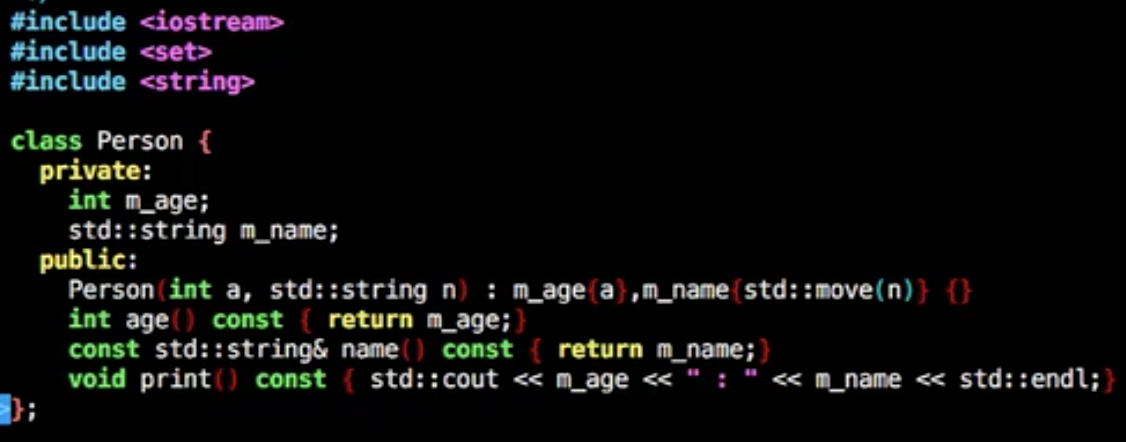 #include <iostream>
#include <set>
#include <string>
class Person {
private:
int m_age;
std::string m_name;
public:
Person(int a, std::string n) : m_age{a},m_name{std::move(n)} {}
int age() const { return m_age;}
const std::string& name() const { return m_name;}
void print() const { std::cout << m_age << " : " << m_name << std::endl;}
};